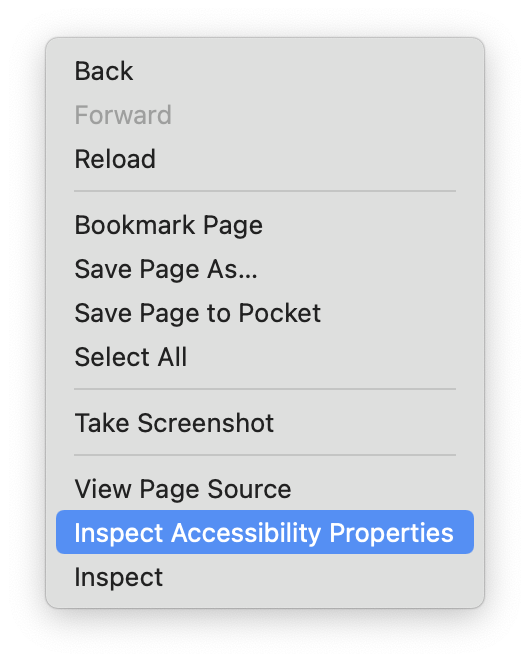 Back
Forward
Reload
Bookmark Page
Save Page As...
Save Page to Pocket
Select All
Take Screenshot
View Page Source
Inspect Accessibility Properties
Inspect